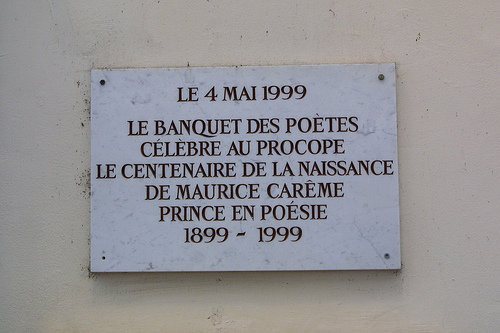 LE 4 MAI 1999
LE BANQUET DES POÈTES
CÉLÈBRE AU PROCOPE
LE CENTENAIRE DE LA NAISSANCE
DE MAURICE CARÊME
PRINCE EN POÉSIE
1899 - 1999